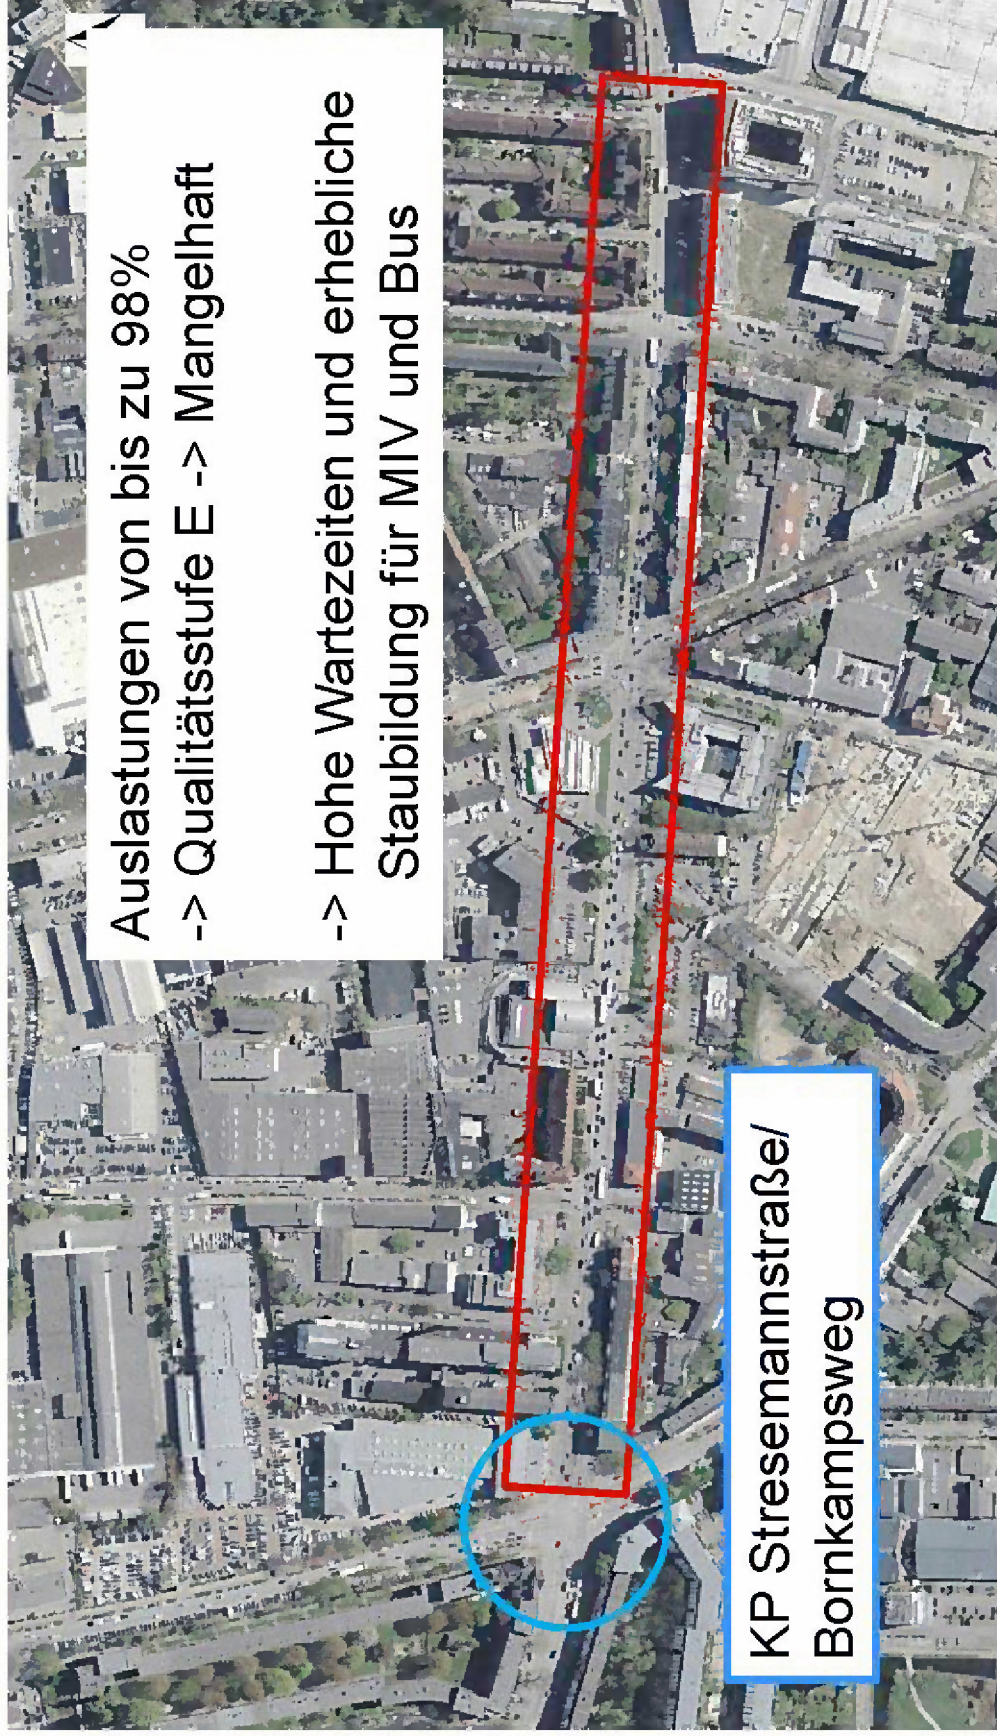 Auslastungen von bis zu 98%
-> Qualitätsstufe E -> Mangelhaft
-> Hohe Wartezeiten und erhebliche
Staubildung für MIV und Bus
KP Stresemannstraße/
Bornkampsweg